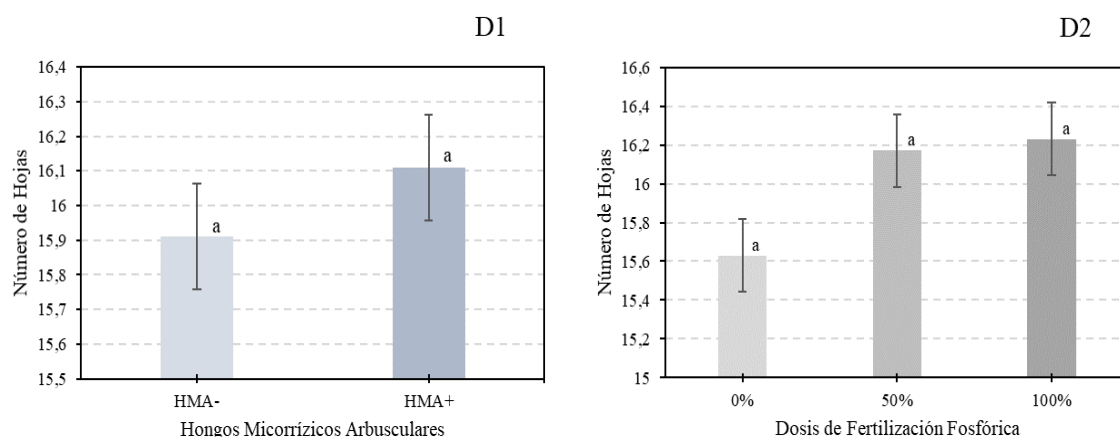 D1
16,4
16,3
16,2
16,1
16
15,9
15,8
15,7
15,6
15,5
Número de Hojas
a
a
HMA-
HMA+
Hongos Micorrízicos Arbusculares
D2
16,6
16,4
16,2
16
15,8
15,6
15,4
15,2
15
Número de Hojas
a
a
a
0%
50%
100%
Dosis de Fertilización Fosfórica